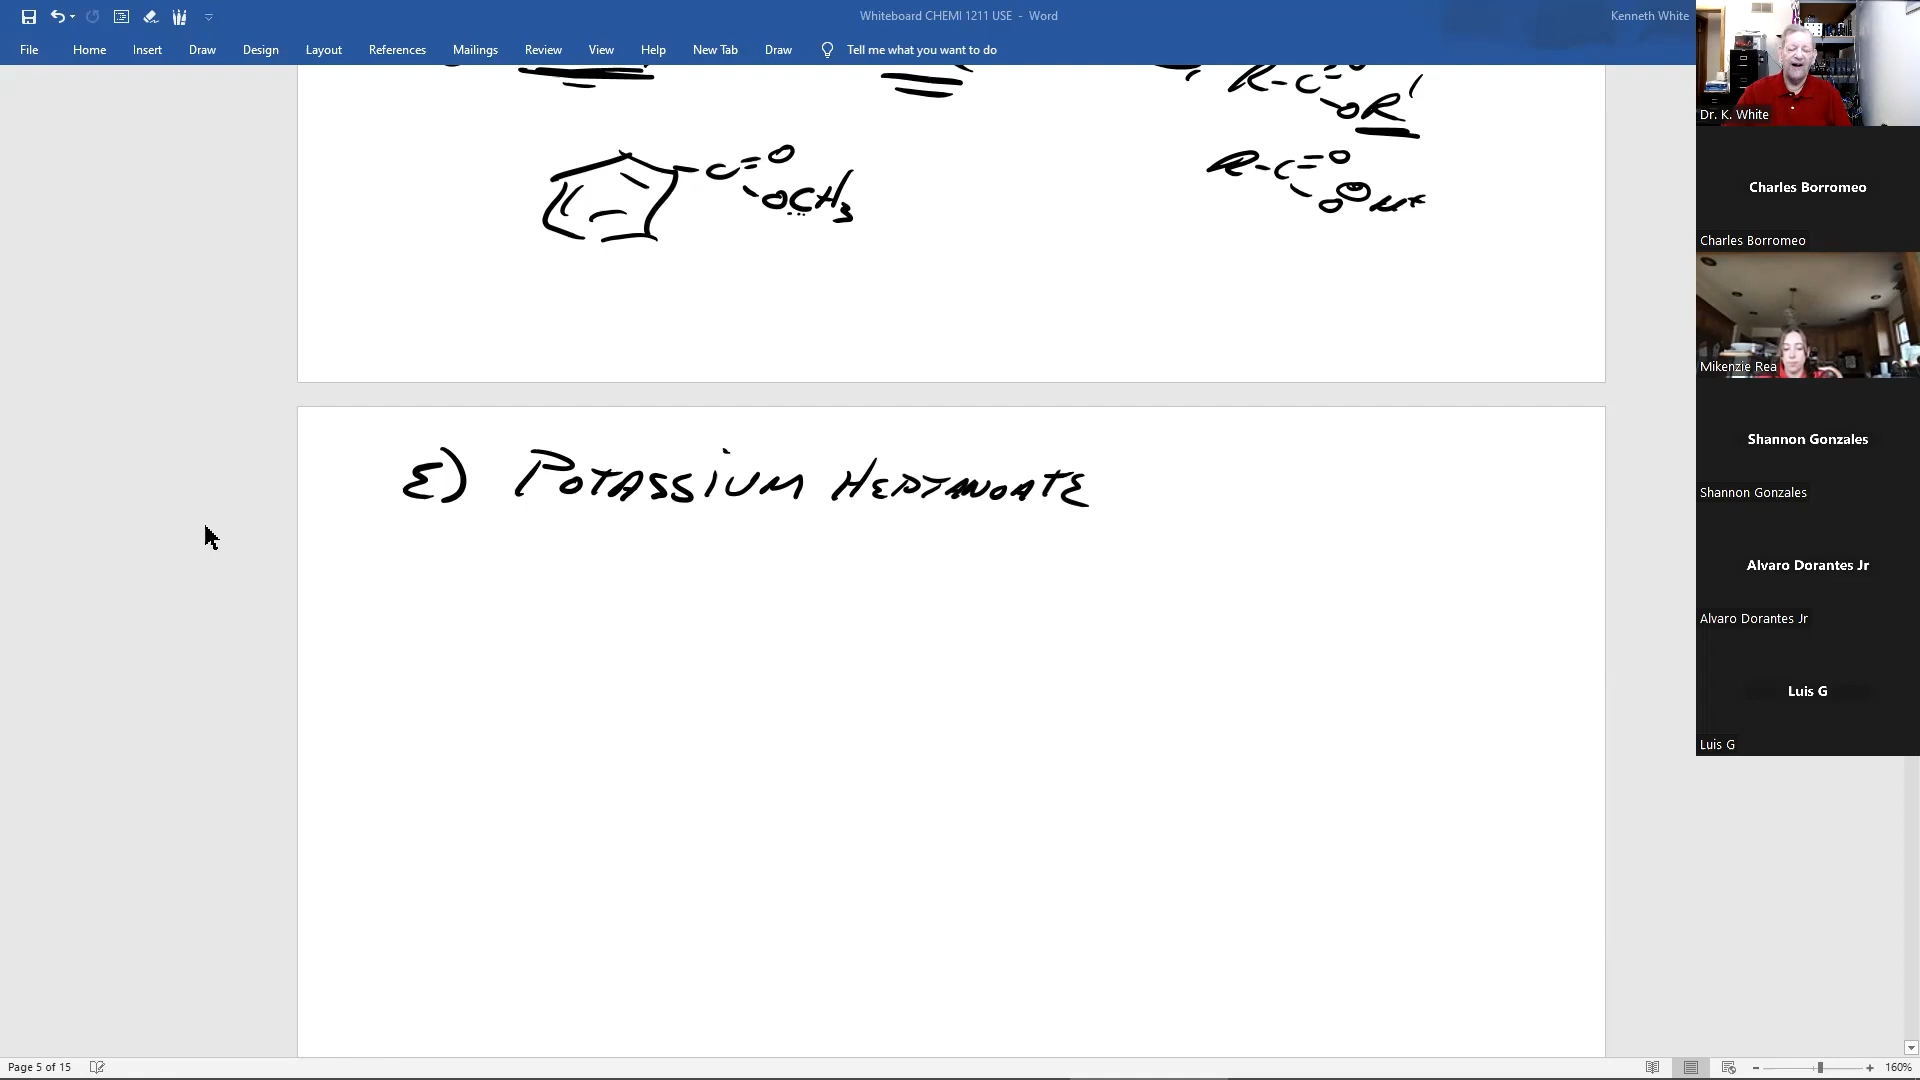 Whiteboard CHEMI 1211 USE - Word
Kenneth White
File Home Insert Draw Design Layout References Mailings Review View Help New Tab Draw Tell me what you want to do
R-C=O
OR'
C=O
OCH3
R-C=O
O⊖M+
E) POTASSIUM HEPTANOATE
Dr. K. White
Charles Borromeo
Charles Borromeo
Mikenzie Rea
Shannon Gonzales
Shannon Gonzales
Alvaro Dorantes Jr
Alvaro Dorantes Jr
Luis G
Luis G
Page 5 of 15
160%